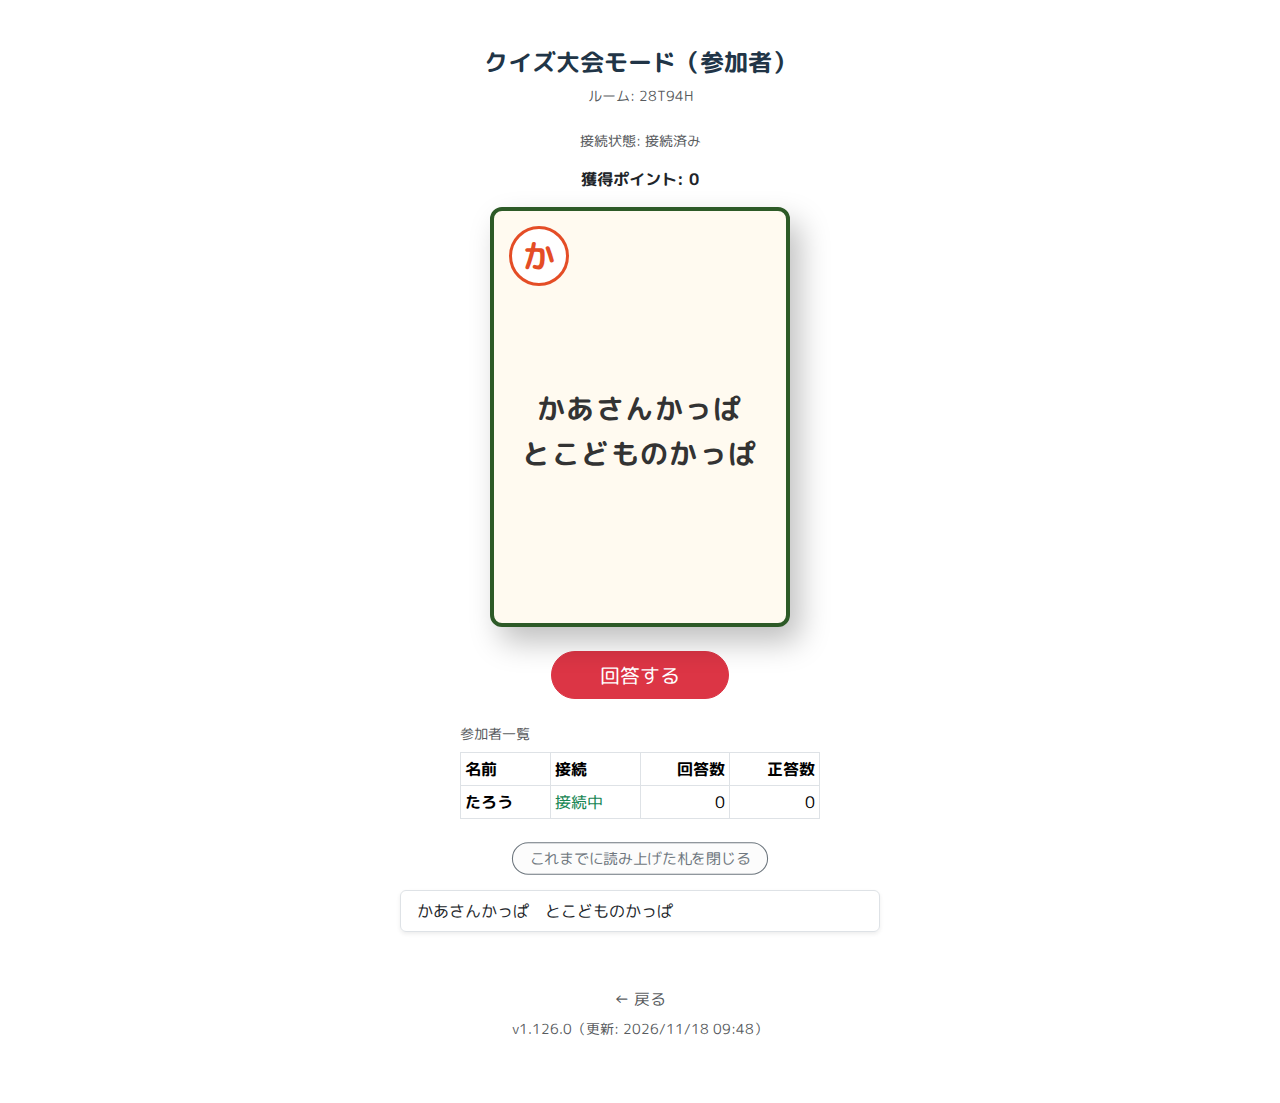 クイズ大会モード（参加者）
ルーム: 28T94H
接続状態: 接続済み
獲得ポイント: 0
か
かあさんかっぱ
とこどものかっぱ
回答する
参加者一覧
名前 接続 回答数 正答数
たろう 接続中 0 0
これまでに読み上げた札を閉じる
かあさんかっぱ　とこどものかっぱ
← 戻る
v1.126.0（更新: 2026/11/18 09:48）